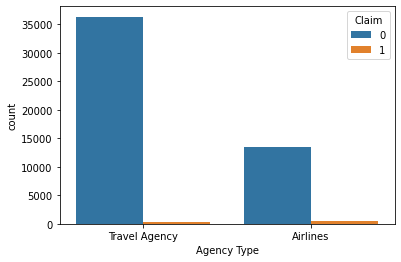 Claim
0
1
35000
30000
25000
20000
15000
10000
5000
0
count
Travel Agency
Airlines
Agency Type